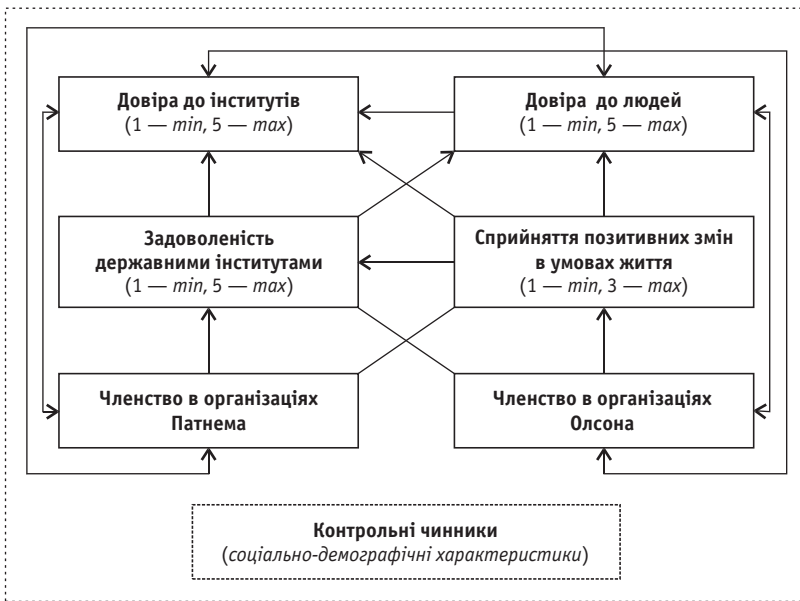 Довіра до інститутів
(1 — min, 5 — max)
Довіра до людей
(1 — min, 5 — max)
Задоволеність
державними інститутами
(1 — min, 5 — max)
Сприйняття позитивних змін
в умовах життя
(1 — min, 3 — max)
Членство в організаціях
Патнема
Членство в організаціях
Олсона
Контрольні чинники
(соціально-демографічні характеристики)